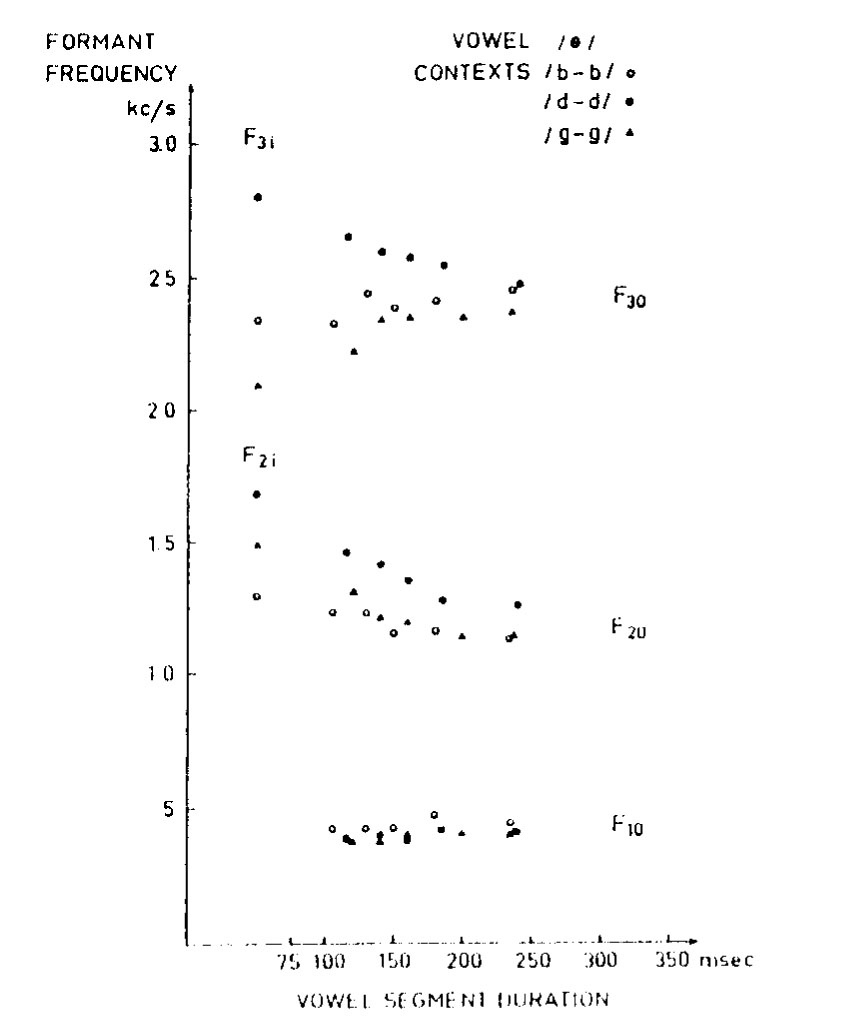 FORMANT
FREQUENCY
kc/s
VOWEL /ɵ/
CONTEXTS /b-b/
/d-d/
/g-g/
3.0
F3i
2.5
F30
2.0
F2i
1.5
F20
1.0
.5
F10
75 100 150 200 250 300 350 msec
VOWEL SEGMENT DURATION